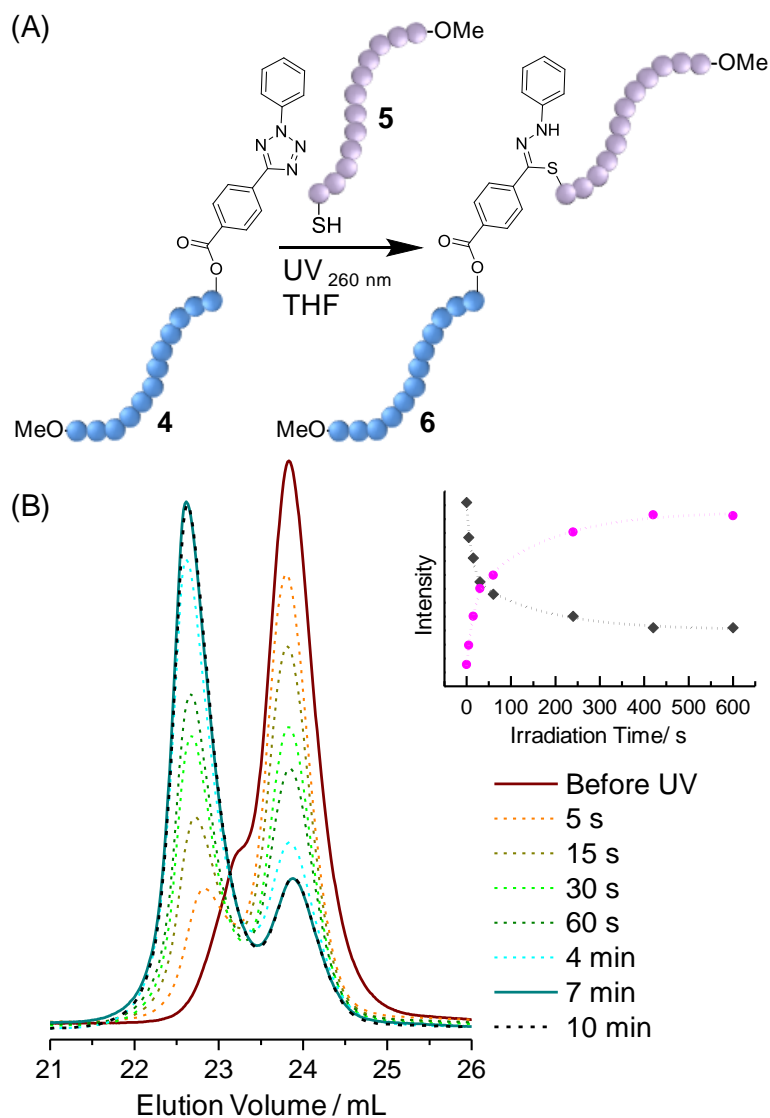 (A)
OMe
5
OMe
N
N
N
N
N
NH
S
SH
O
O
UV 260 nm
THF
O
O
MeO
4
MeO
6
(B)
Intensity
0 100 200 300 400 500 600
Irradiation Time/ s
Before UV
5 s
15 s
30 s
60 s
4 min
7 min
10 min
21 22 23 24 25 26
Elution Volume / mL